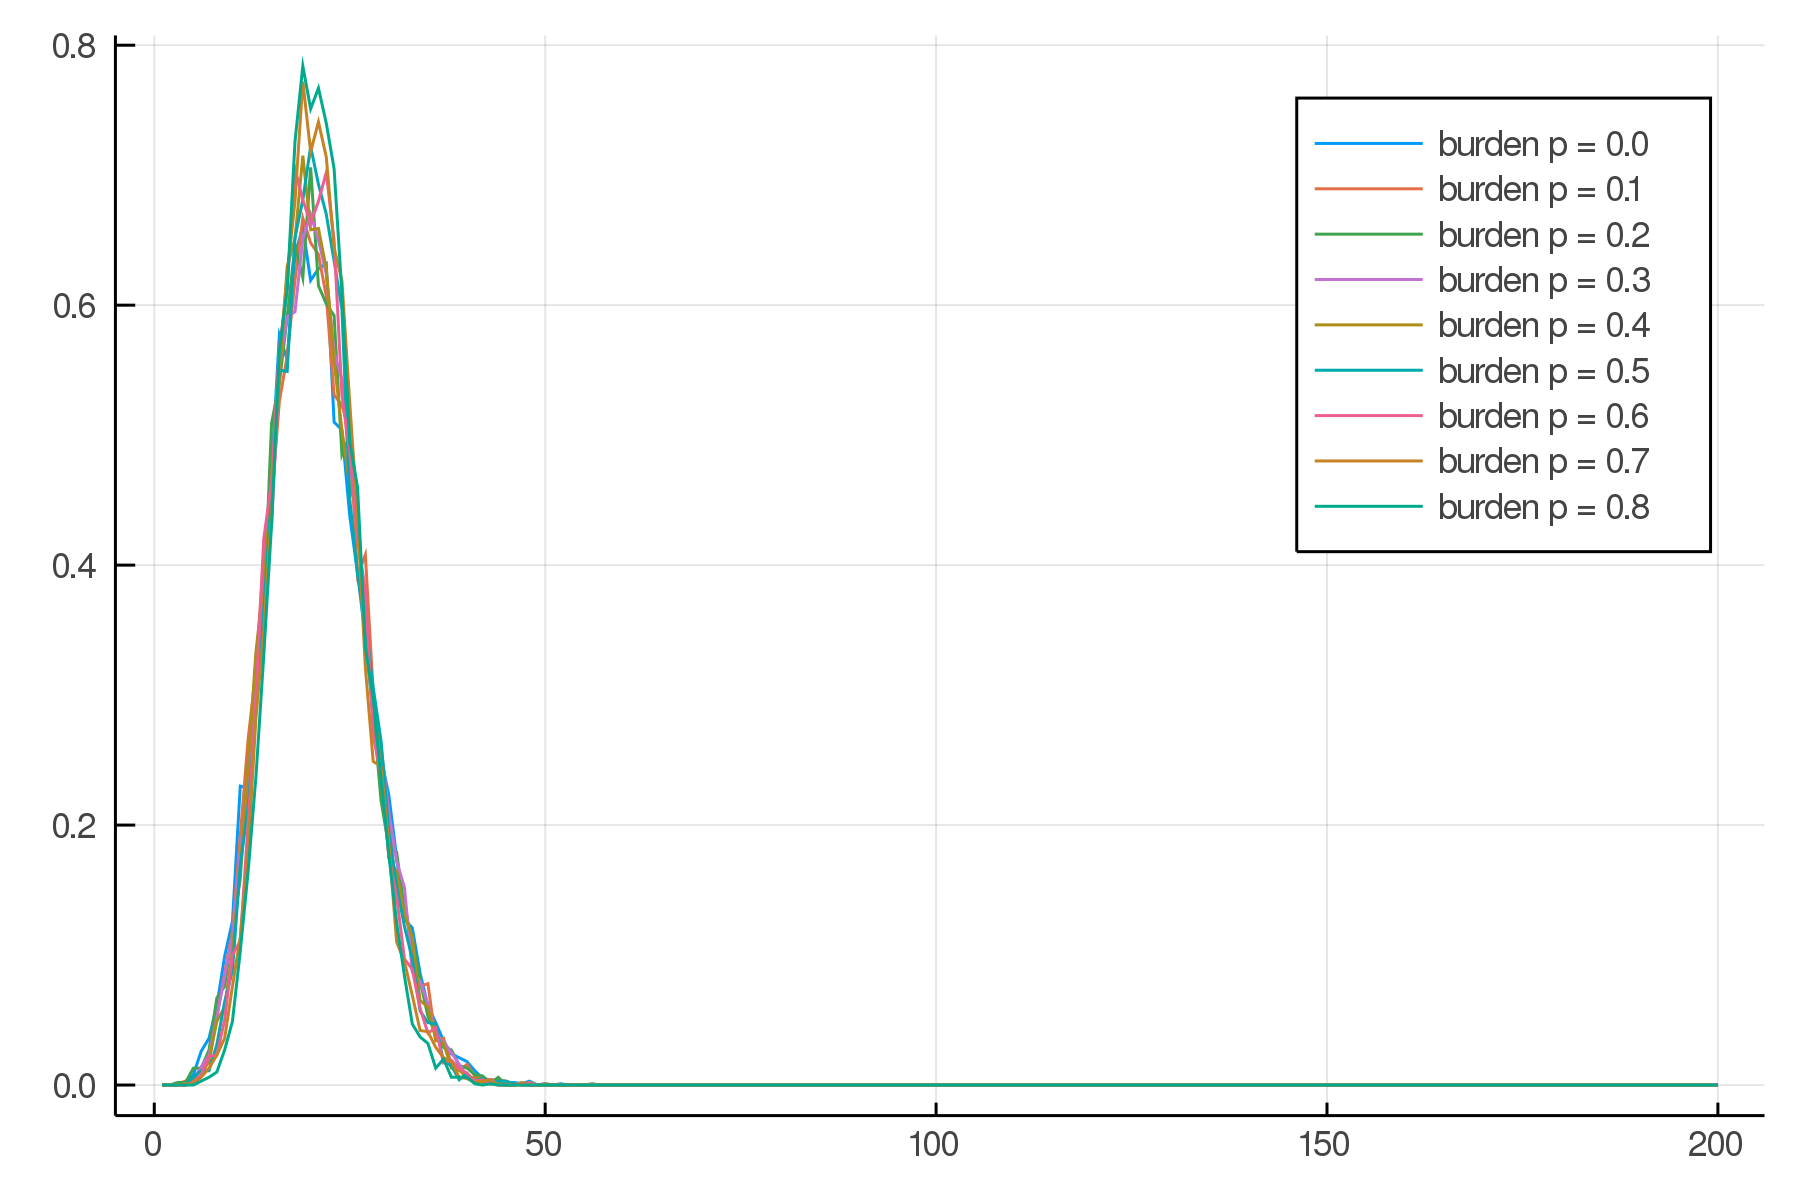 0.8
0.6
0.4
0.2
0.0
0
50
100
150
200
burden p = 0.0
burden p = 0.1
burden p = 0.2
burden p = 0.3
burden p = 0.4
burden p = 0.5
burden p = 0.6
burden p = 0.7
burden p = 0.8